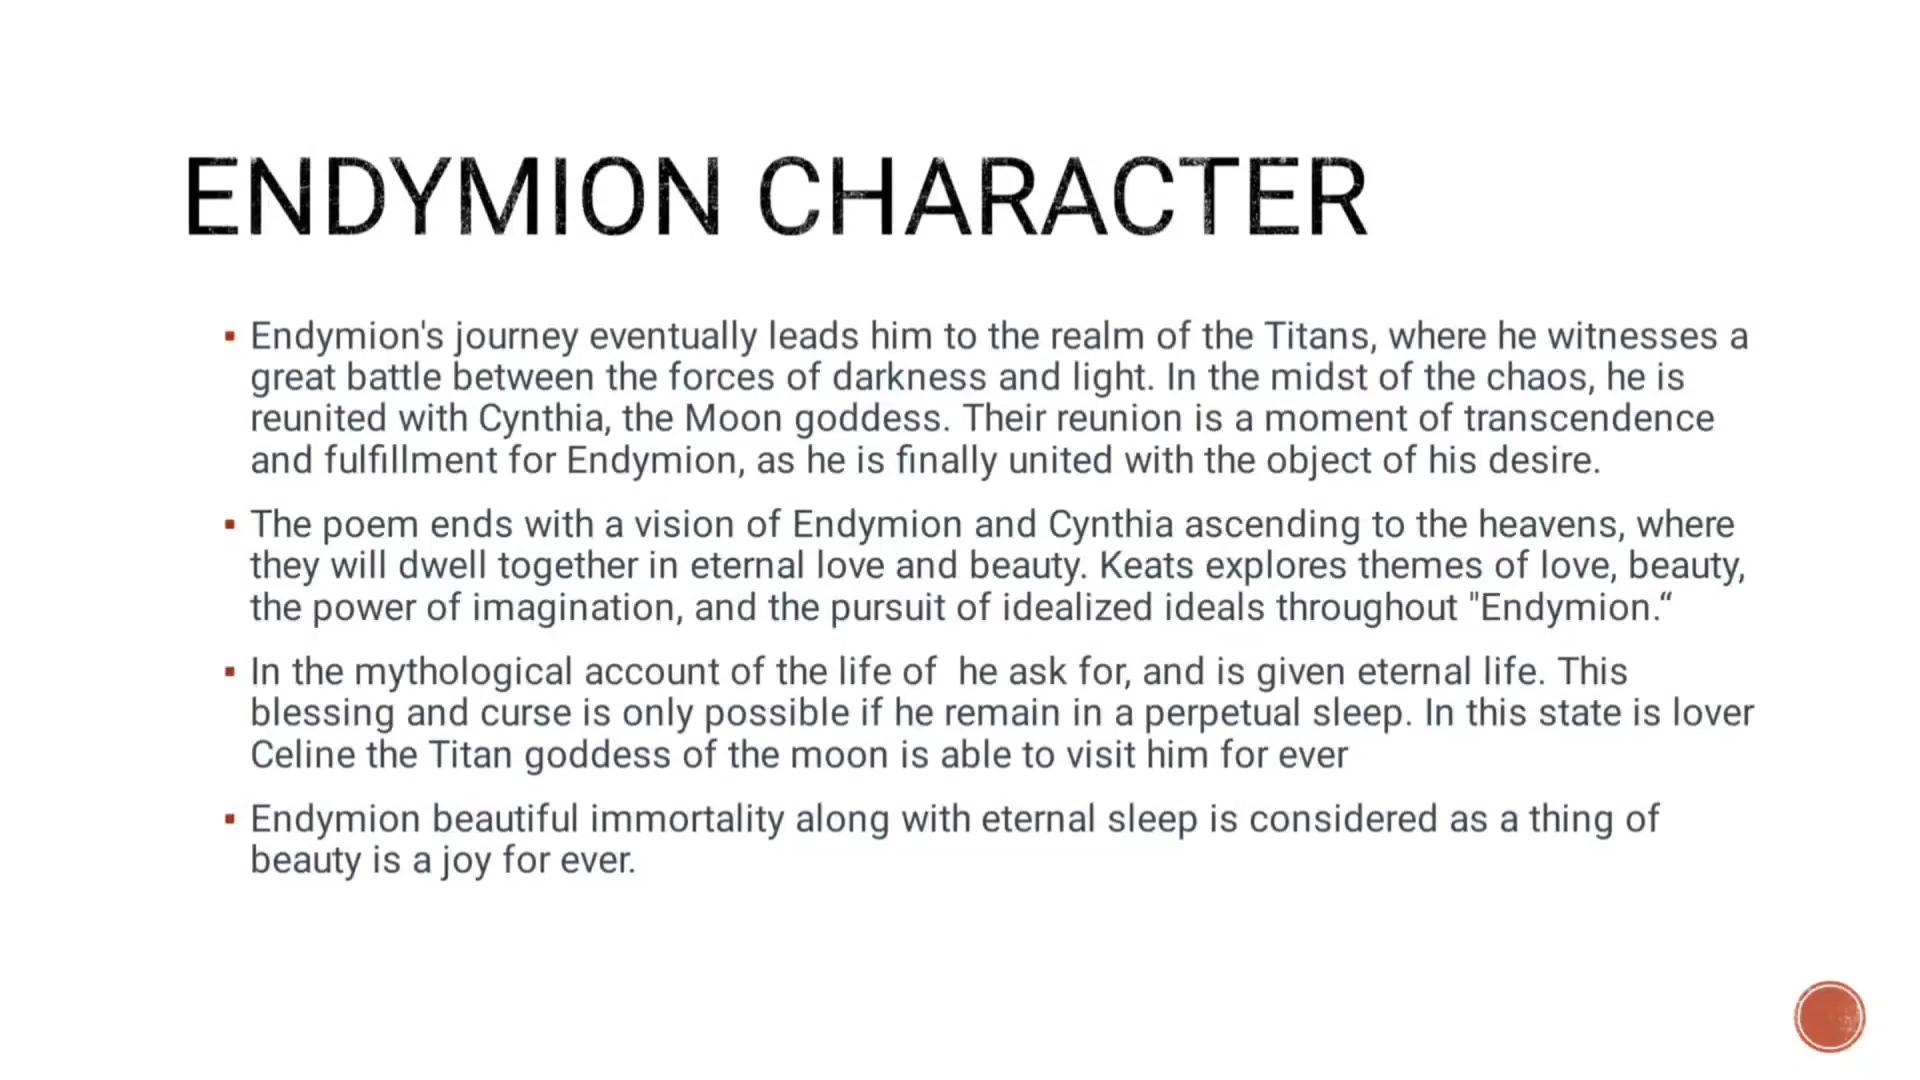 ENDYMION CHARACTER
▪ Endymion's journey eventually leads him to the realm of the Titans, where he witnesses a
great battle between the forces of darkness and light. In the midst of the chaos, he is
reunited with Cynthia, the Moon goddess. Their reunion is a moment of transcendence
and fulfillment for Endymion, as he is finally united with the object of his desire.
▪ The poem ends with a vision of Endymion and Cynthia ascending to the heavens, where
they will dwell together in eternal love and beauty. Keats explores themes of love, beauty,
the power of imagination, and the pursuit of idealized ideals throughout "Endymion.“
▪ In the mythological account of the life of  he ask for, and is given eternal life. This
blessing and curse is only possible if he remain in a perpetual sleep. In this state is lover
Celine the Titan goddess of the moon is able to visit him for ever
▪ Endymion beautiful immortality along with eternal sleep is considered as a thing of
beauty is a joy for ever.